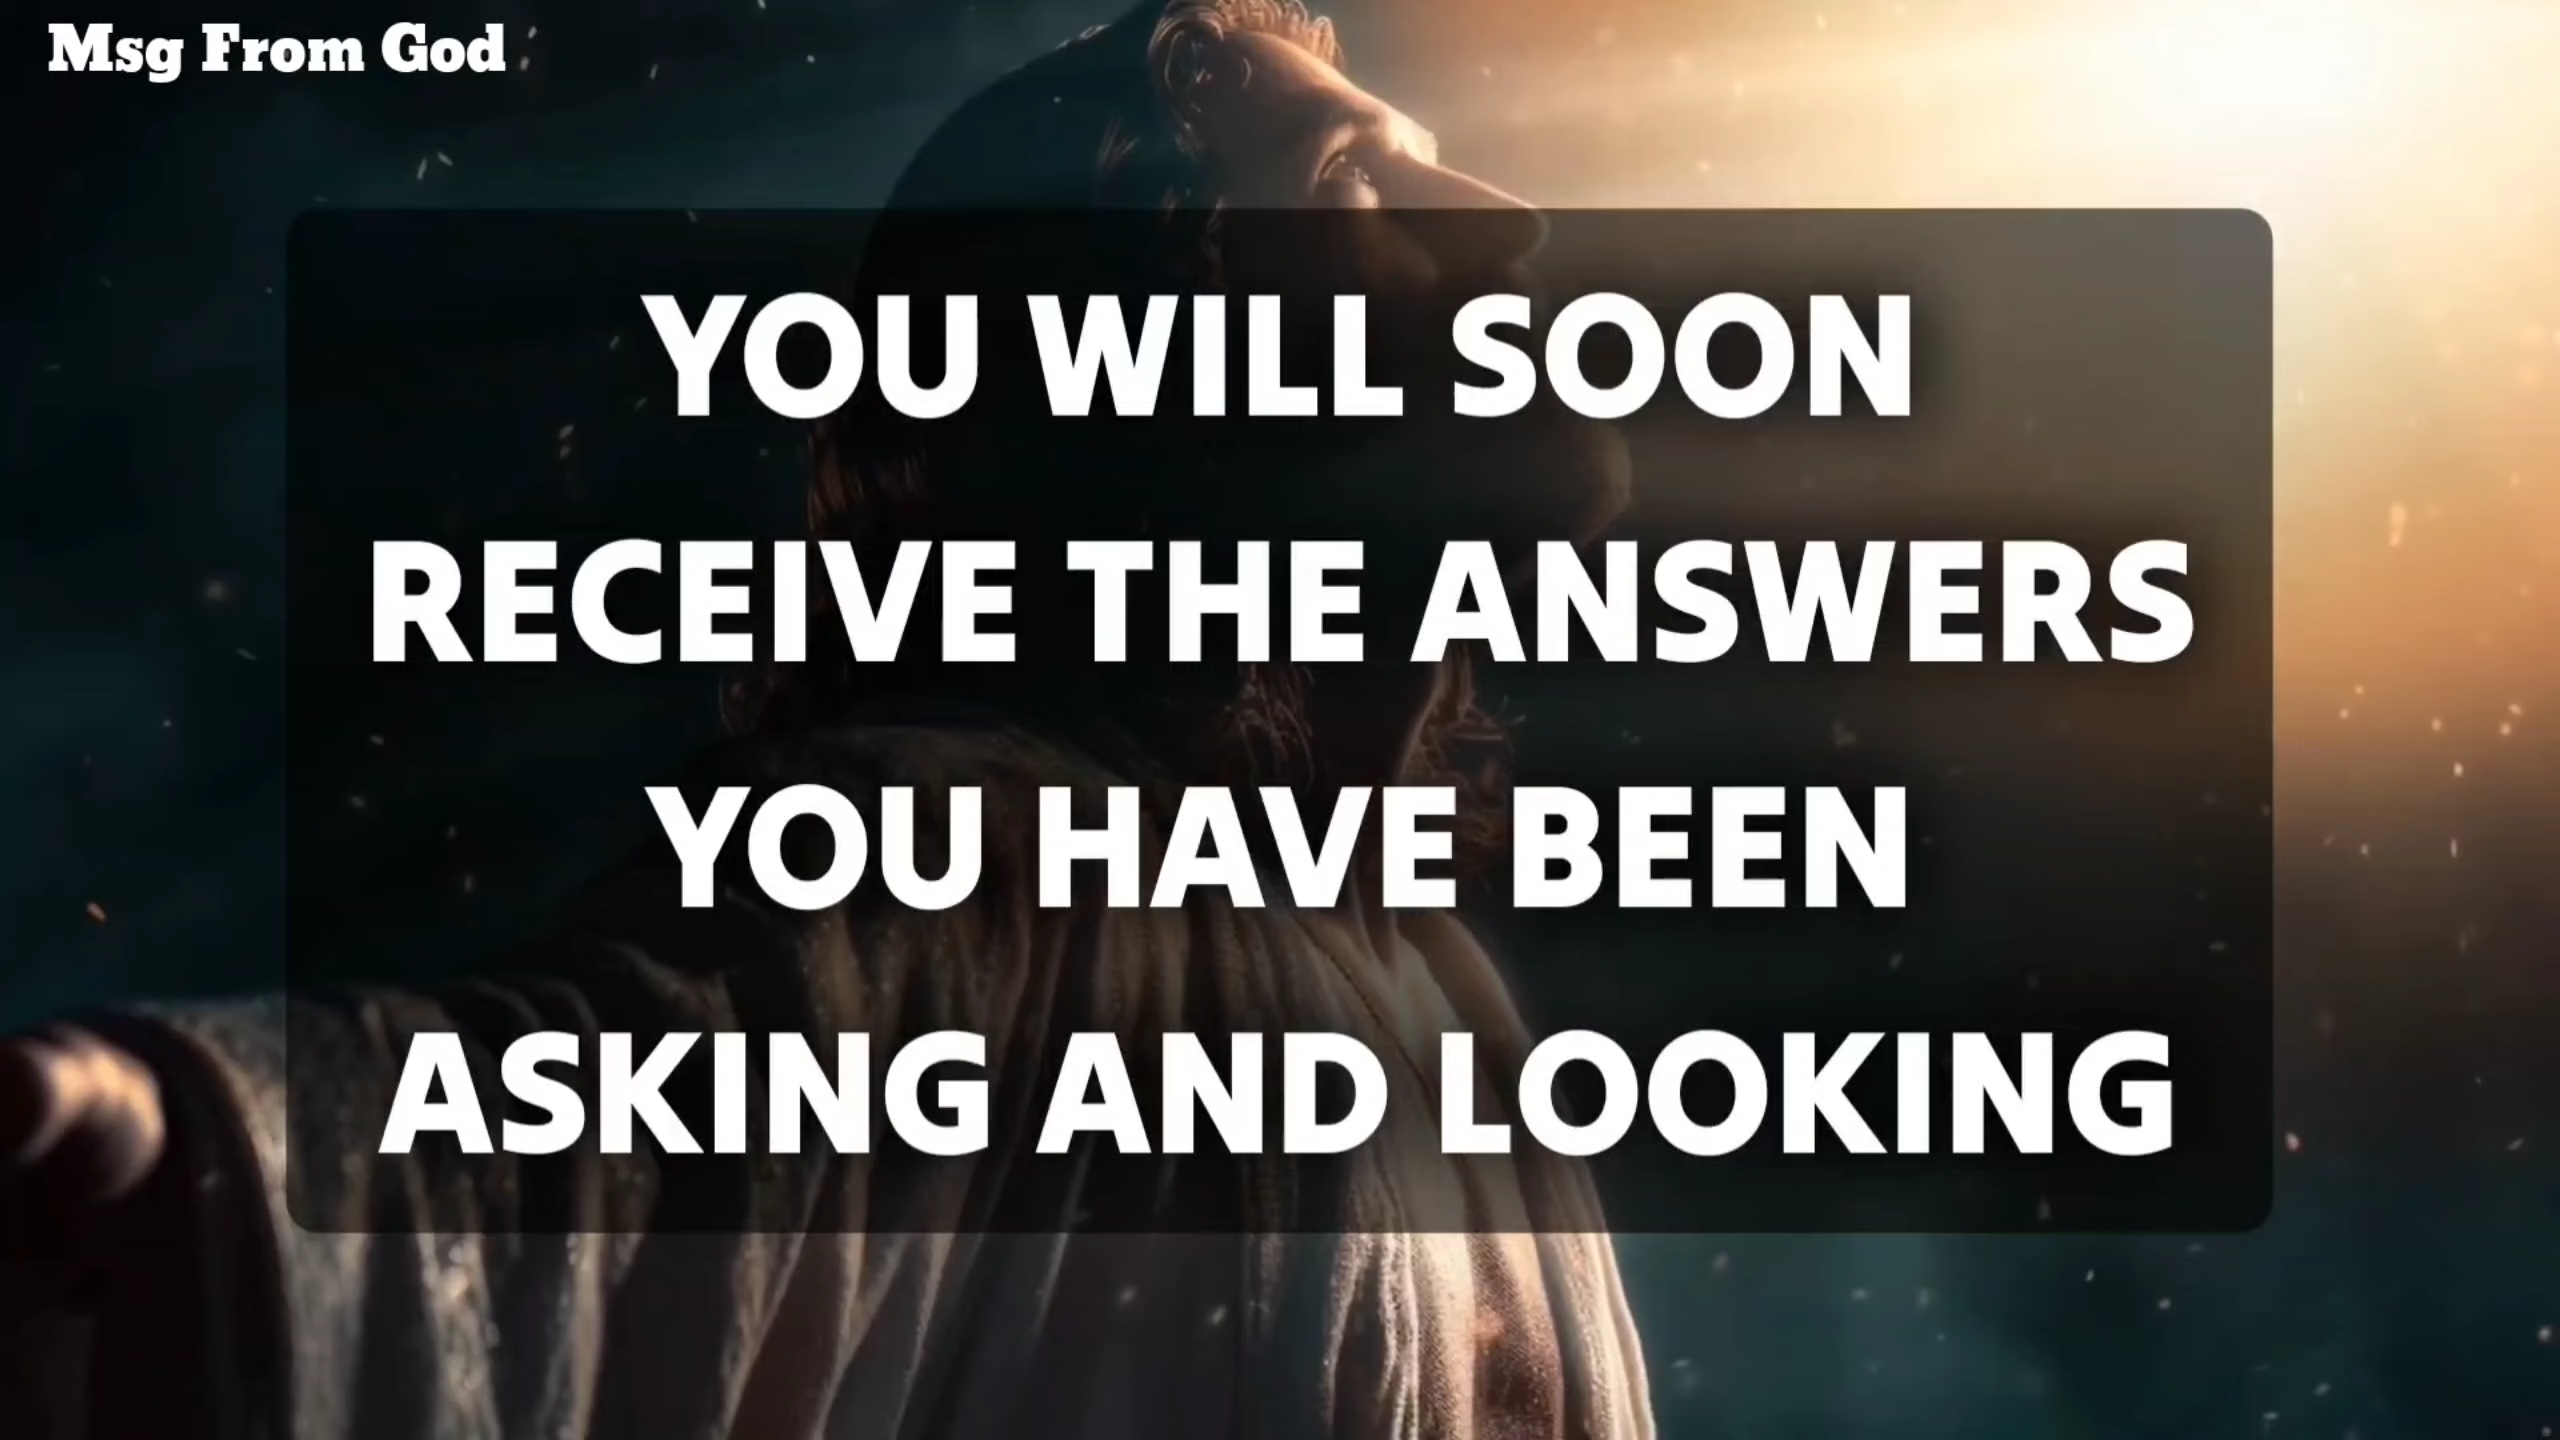 Msg From God
YOU WILL SOON
RECEIVE THE ANSWERS
YOU HAVE BEEN
ASKING AND LOOKING